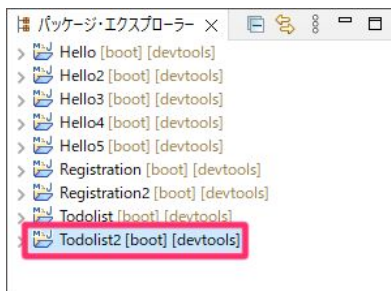 パッケージ・エクスプローラー
Hello [boot] [devtools]
Hello2 [boot] [devtools]
Hello3 [boot] [devtools]
Hello4 [boot] [devtools]
Hello5 [boot] [devtools]
Registration [boot] [devtools]
Registration2 [boot] [devtools]
Todolist [boot] [devtools]
Todolist2 [boot] [devtools]